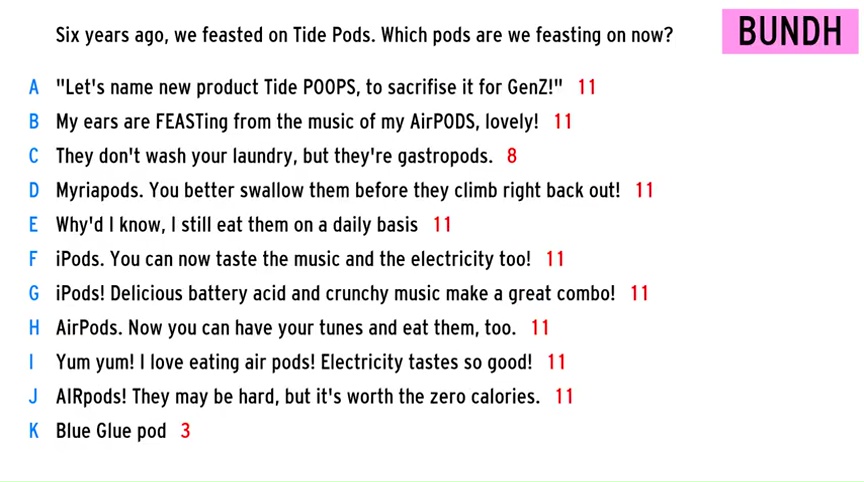 Six years ago, we feasted on Tide Pods. Which pods are we feasting on now?
BUNDH
A "Let's name new product Tide POOPS, to sacrifise it for GenZ!" 11
B My ears are FEASTing from the music of my AirPODS, lovely! 11
C They don't wash your laundry, but they're gastropods. 8
D Myriapods. You better swallow them before they climb right back out! 11
E Why'd I know, I still eat them on a daily basis 11
F iPods. You can now taste the music and the electricity too! 11
G iPods! Delicious battery acid and crunchy music make a great combo! 11
H AirPods. Now you can have your tunes and eat them, too. 11
I Yum yum! I love eating air pods! Electricity tastes so good! 11
J AIRpods! They may be hard, but it's worth the zero calories. 11
K Blue Glue pod 3